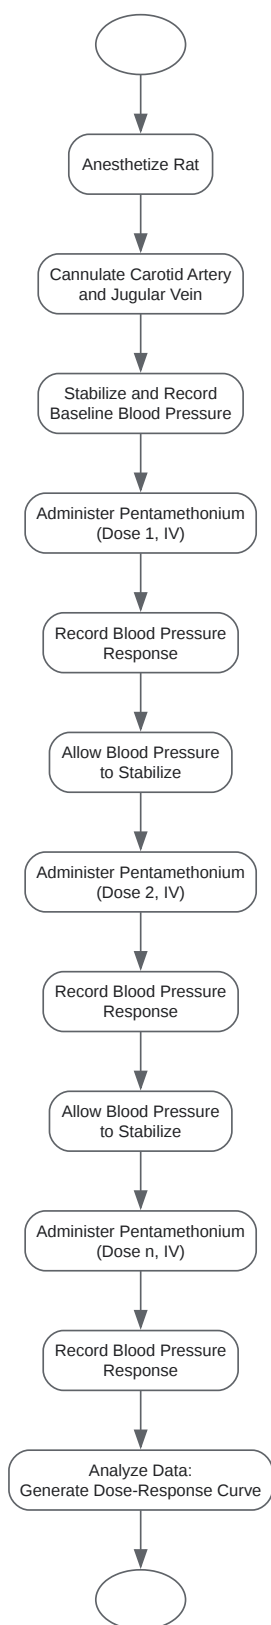 Anesthetize Rat
Cannulate Carotid Artery
and Jugular Vein
Stabilize and Record
Baseline Blood Pressure
Administer Pentamethonium
(Dose 1, IV)
Record Blood Pressure
Response
Allow Blood Pressure
to Stabilize
Administer Pentamethonium
(Dose 2, IV)
Record Blood Pressure
Response
Allow Blood Pressure
to Stabilize
Administer Pentamethonium
(Dose n, IV)
Record Blood Pressure
Response
Analyze Data:
Generate Dose-Response Curve